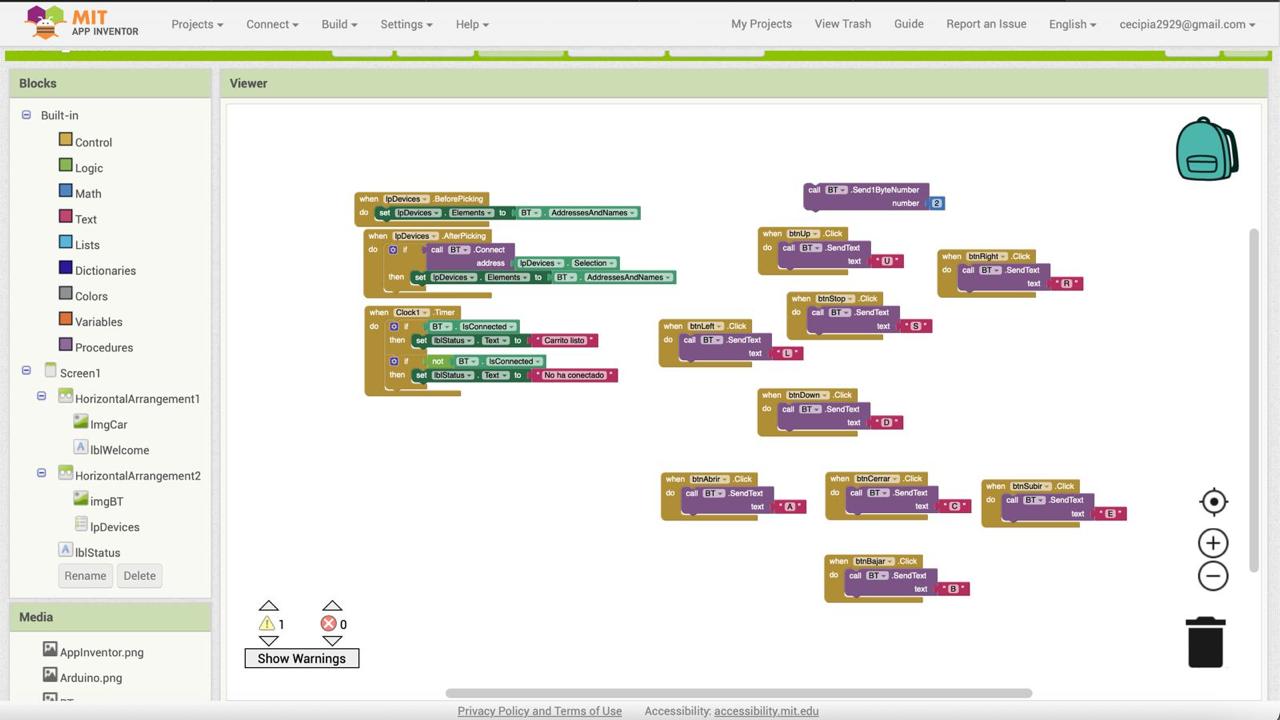 MIT
APP INVENTOR
Projects Connect Build Settings Help My Projects View Trash Guide Report an Issue English cecipia2929@gmail.com
Blocks
Built-in
Control
Logic
Math
Text
Lists
Dictionaries
Colors
Variables
Procedures
Screen1
HorizontalArrangement1
ImgCar
lblWelcome
HorizontalArrangement2
imgBT
lpDevices
lblStatus
Rename Delete
Media
AppInventor.png
Arduino.png
Viewer
when lpDevices .BeforePicking
do set lpDevices . Elements to BT . AddressesAndNames
when lpDevices .AfterPicking
do if call BT .Connect
address lpDevices . Selection
then set lpDevices . Elements to BT . AddressesAndNames
when Clock1 .Timer
do if BT . IsConnected
then set lblStatus . Text to " Carrito listo "
if not BT . IsConnected
then set lblStatus . Text to " No ha conectado "
call BT .Send1ByteNumber
number 2
when btnUp .Click
do call BT .SendText
text " U "
when btnRight .Click
do call BT .SendText
text " R "
when btnStop .Click
do call BT .SendText
text " S "
when btnLeft .Click
do call BT .SendText
text " L "
when btnDown .Click
do call BT .SendText
text " D "
when btnAbrir .Click
do call BT .SendText
text " A "
when btnCerrar .Click
do call BT .SendText
text " C "
when btnSubir .Click
do call BT .SendText
text " E "
when btnBajar .Click
do call BT .SendText
text " B "
1 0
Show Warnings
Privacy Policy and Terms of Use Accessibility: accessibility.mit.edu